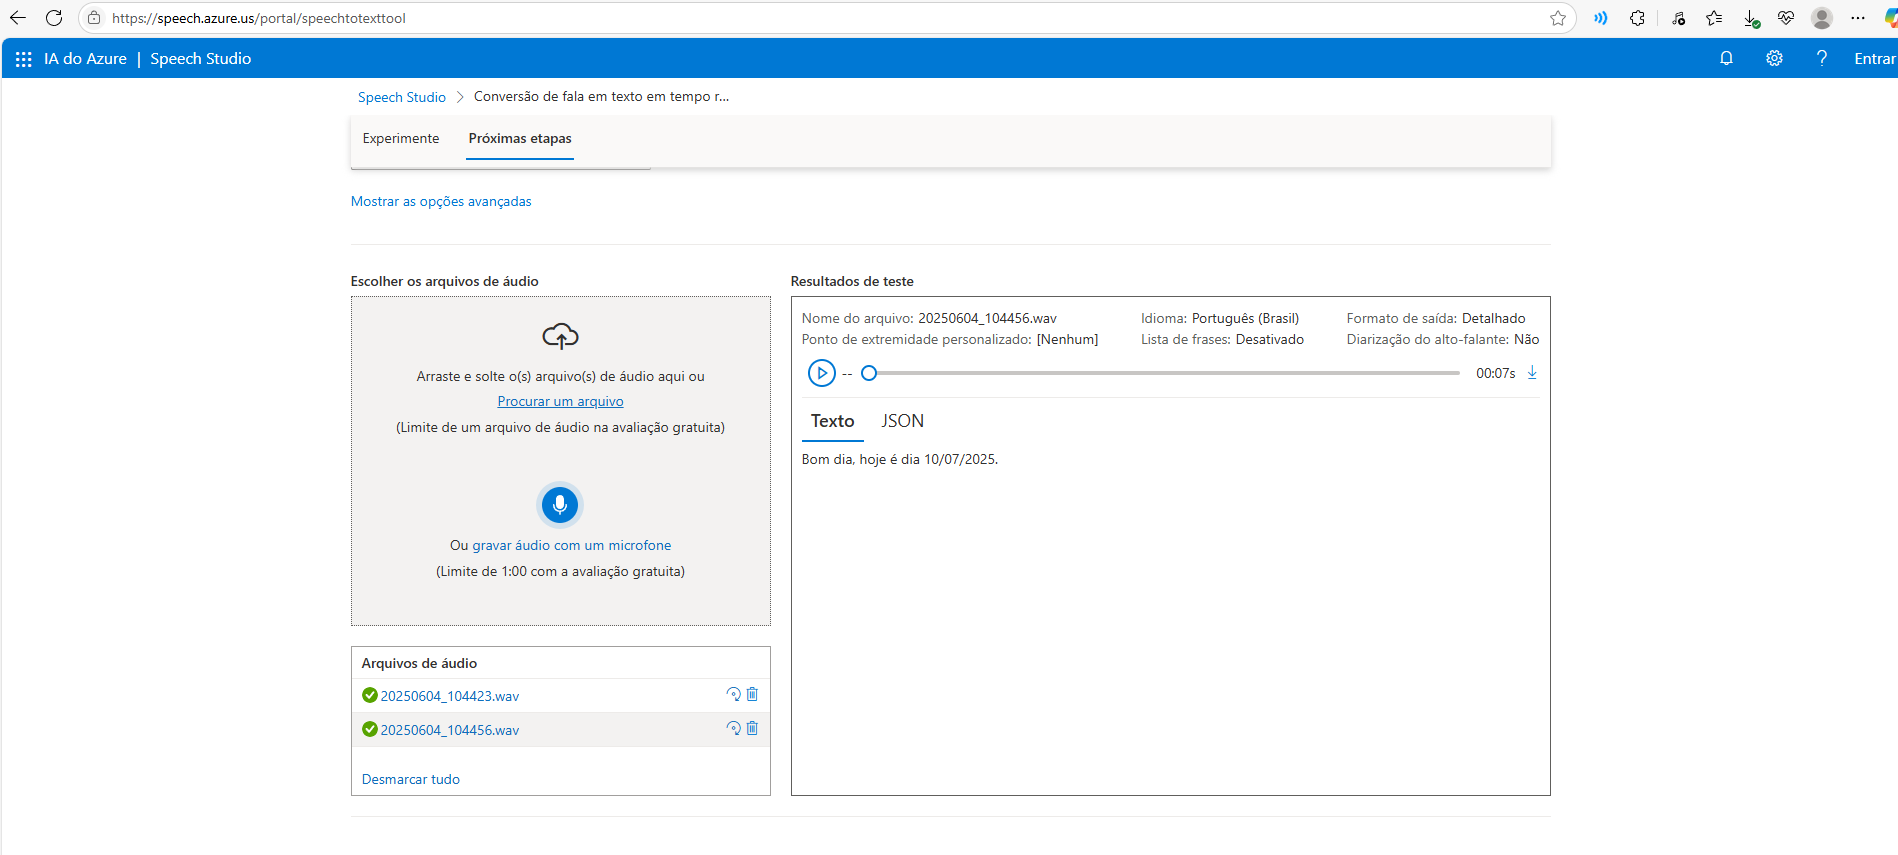 https://speech.azure.us/portal/speechtotexttool
IA do Azure | Speech Studio
Entrar
Speech Studio > Conversão de fala em texto em tempo r...
Experimente Próximas etapas
Mostrar as opções avançadas
Escolher os arquivos de áudio
Arraste e solte o(s) arquivo(s) de áudio aqui ou
Procurar um arquivo
(Limite de um arquivo de áudio na avaliação gratuita)
Ou gravar áudio com um microfone
(Limite de 1:00 com a avaliação gratuita)
Arquivos de áudio
20250604_104423.wav
20250604_104456.wav
Desmarcar tudo
Resultados de teste
Nome do arquivo: 20250604_104456.wav Idioma: Português (Brasil) Formato de saída: Detalhado
Ponto de extremidade personalizado: [Nenhum] Lista de frases: Desativado Diarização do alto-falante: Não
-- 00:07s
Texto JSON
Bom dia, hoje é dia 10/07/2025.